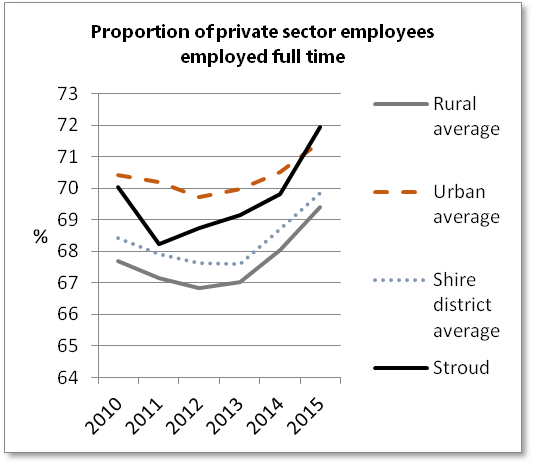 Proportion of private sector employees
employed full time
73
72
71
70
69
68
67
66
65
64
%
2010
2011
2012
2013
2014
2015
Rural
average
Urban
average
Shire
district
average
Stroud